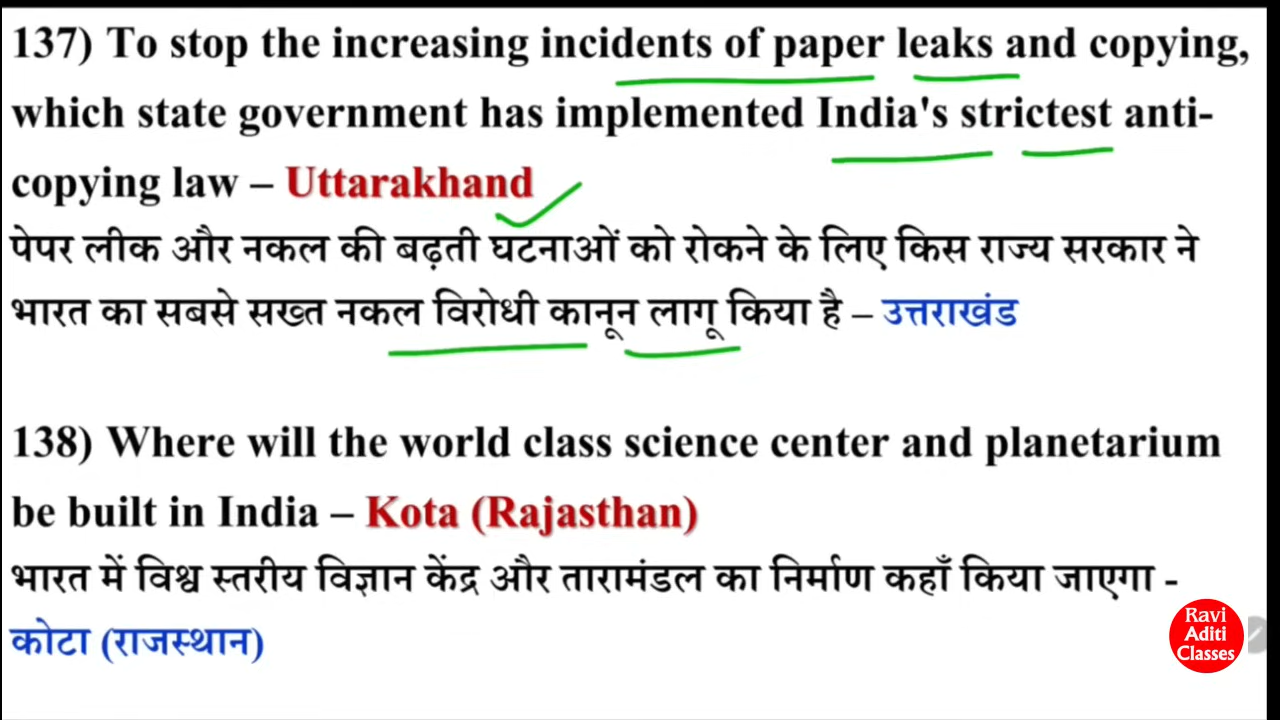 137) To stop the increasing incidents of paper leaks and copying,
which state government has implemented India's strictest anti-
copying law – Uttarakhand
पेपर लीक और नकल की बढ़ती घटनाओं को रोकने के लिए किस राज्य सरकार ने
भारत का सबसे सख्त नकल विरोधी कानून लागू किया है – उत्तराखंड
138) Where will the world class science center and planetarium
be built in India – Kota (Rajasthan)
भारत में विश्व स्तरीय विज्ञान केंद्र और तारामंडल का निर्माण कहाँ किया जाएगा -
कोटा (राजस्थान)
Ravi
Aditi
Classes